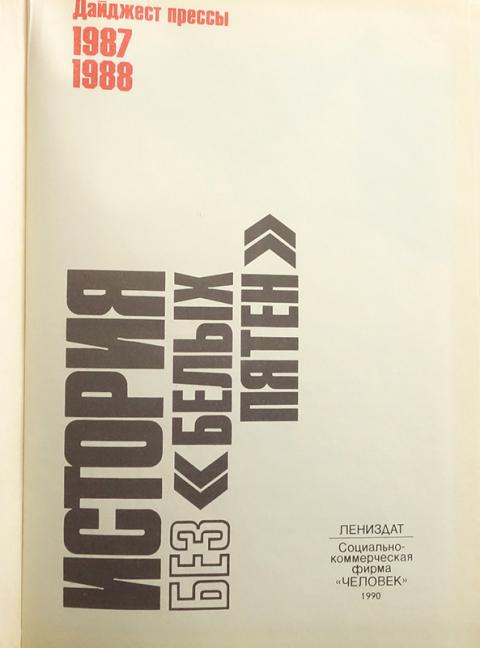 Дайджест прессы
1987
1988
ИСТОРИЯ
БЕЗ «БЕЛЫХ
ПЯТЕН»
ЛЕНИЗДАТ
Социально-
коммерческая
фирма
«ЧЕЛОВЕК»
1990